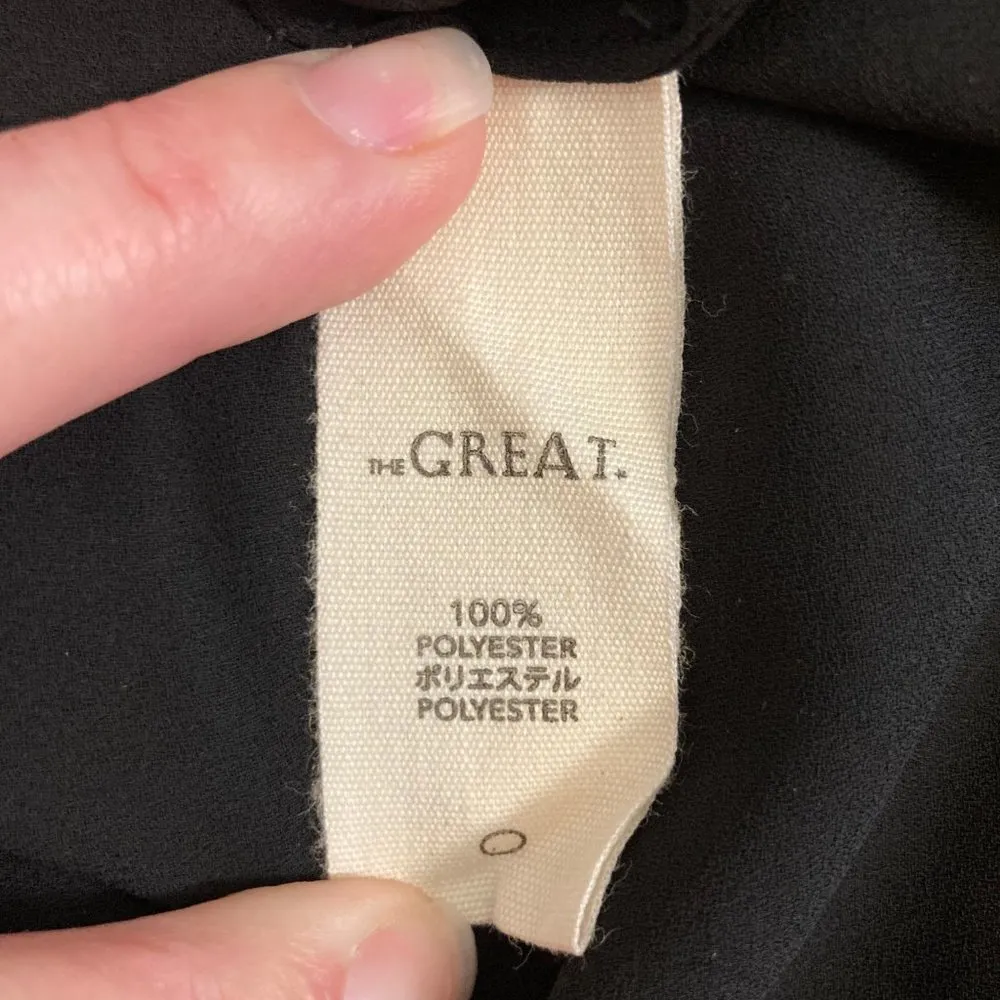 THE GREAT.
100%
POLYESTER
ポリエステル
POLYESTER
0